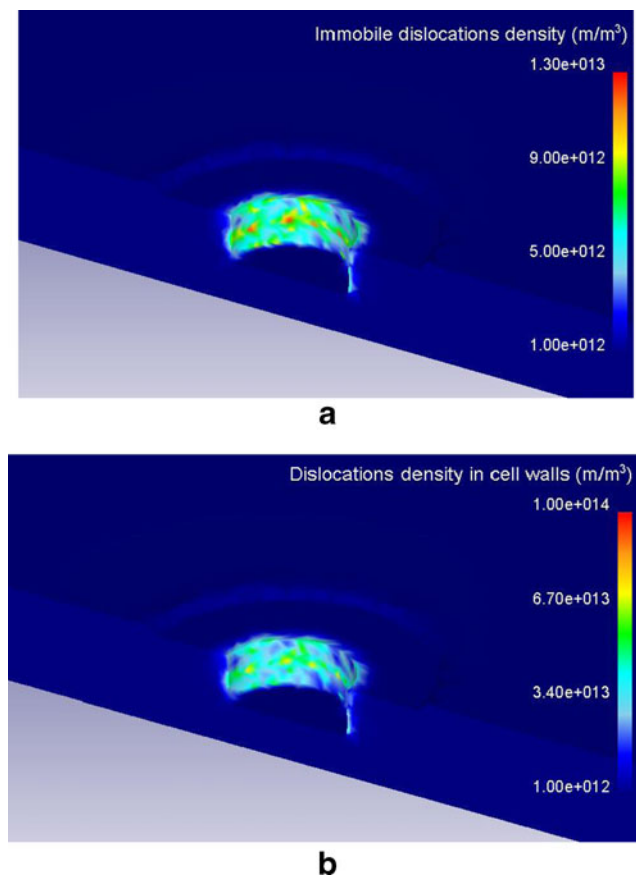 Immobile dislocations density (m/m³)
1.30e+013
9.00e+012
5.00e+012
1.00e+012
a
Dislocations density in cell walls (m/m³)
1.00e+014
6.70e+013
3.40e+013
1.00e+012
b